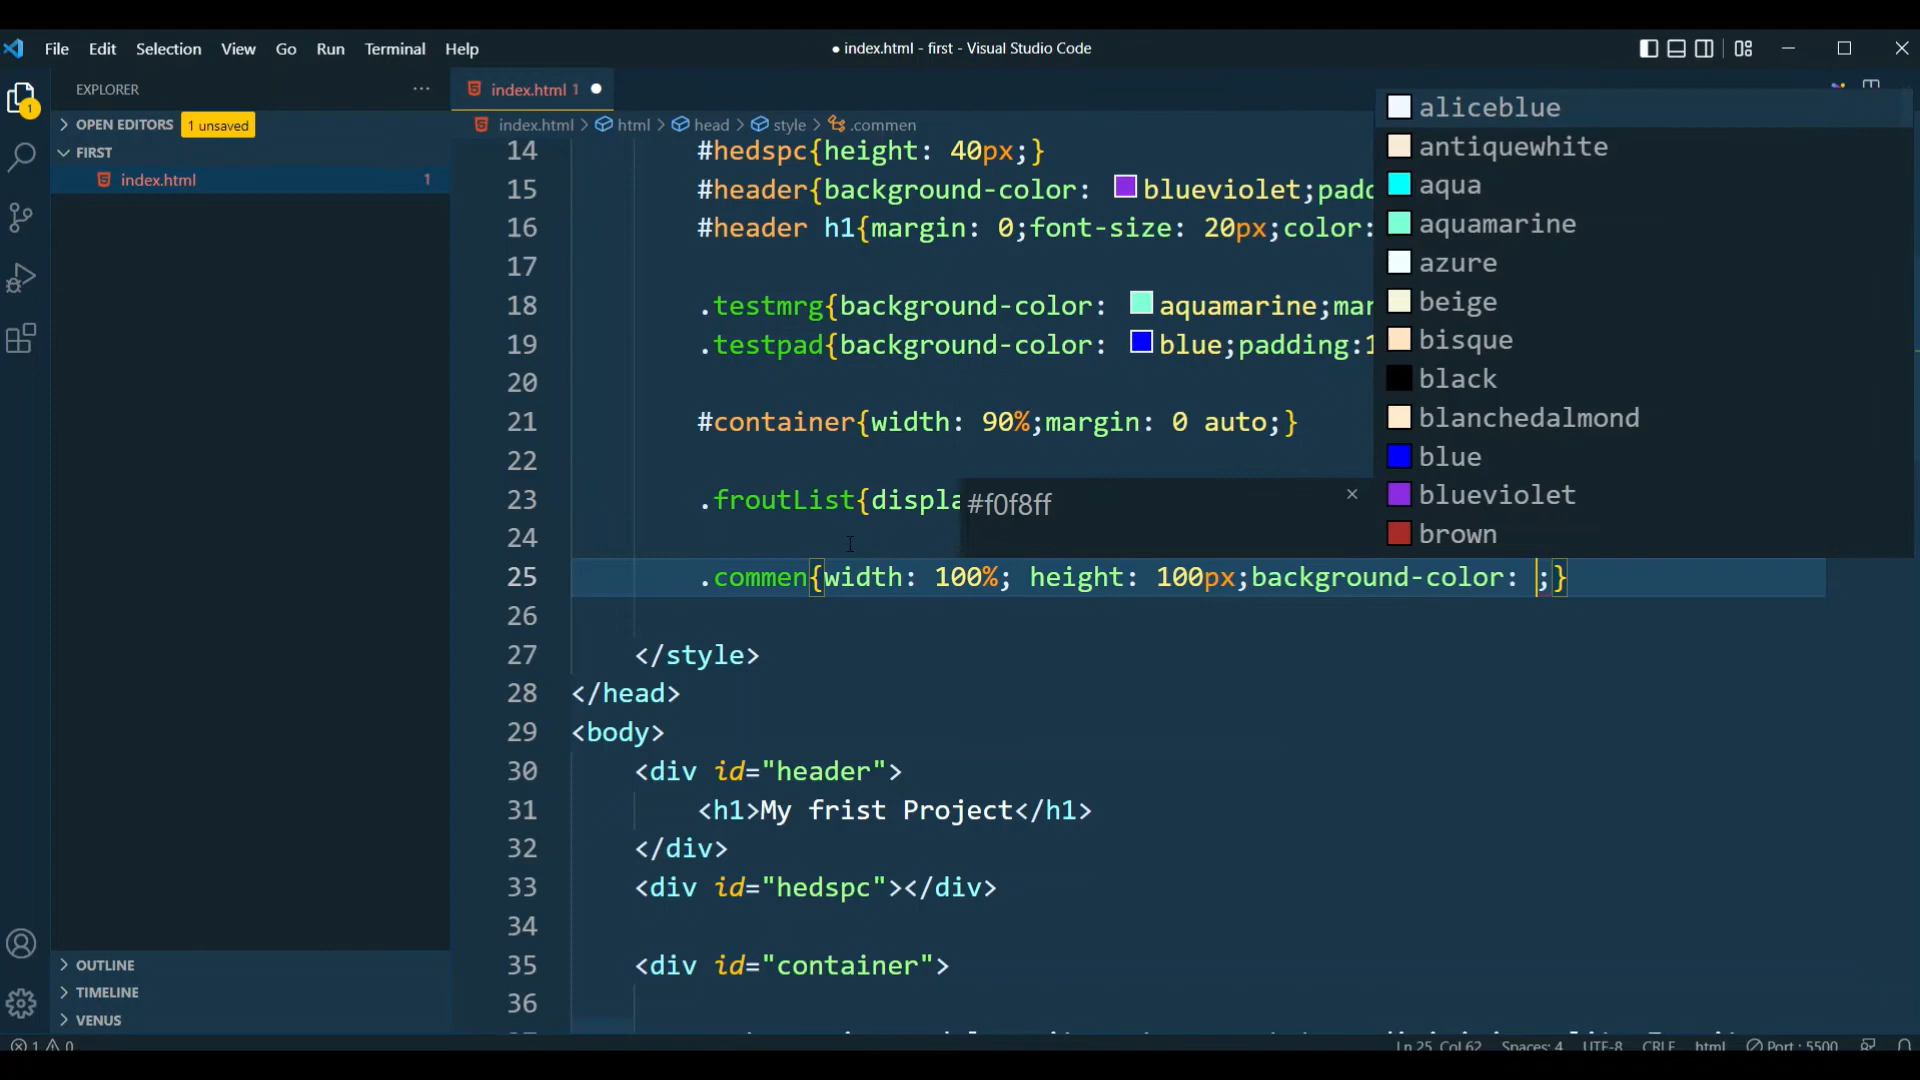 File Edit Selection View Go Run Terminal Help
● index.html - first - Visual Studio Code
EXPLORER ···
index.html 1 ●
OPEN EDITORS 1 unsaved
index.html > html > head > style > .commen
FIRST
index.html 1
1
14 #hedspc{height: 40px;}
15 #header{background-color: blueviolet;padd
16 #header h1{margin: 0;font-size: 20px;color:
17
18 .testmrg{background-color: aquamarine;mar
19 .testpad{background-color: blue;padding:1
20
21 #container{width: 90%;margin: 0 auto;}
22
23 .froutList{displa
24
25 .commen{width: 100%; height: 100px;background-color: ;}
26
27 </style>
28 </head>
29 <body>
30 <div id="header">
31 <h1>My frist Project</h1>
32 </div>
33 <div id="hedspc"></div>
34
35 <div id="container">
36
aliceblue
antiquewhite
aqua
aquamarine
azure
beige
bisque
black
blanchedalmond
blue
blueviolet
brown
#f0f8ff ×
OUTLINE
TIMELINE
VENUS
1 0
Ln 25, Col 62 Spaces: 4 UTF-8 CRLF html Port : 5500